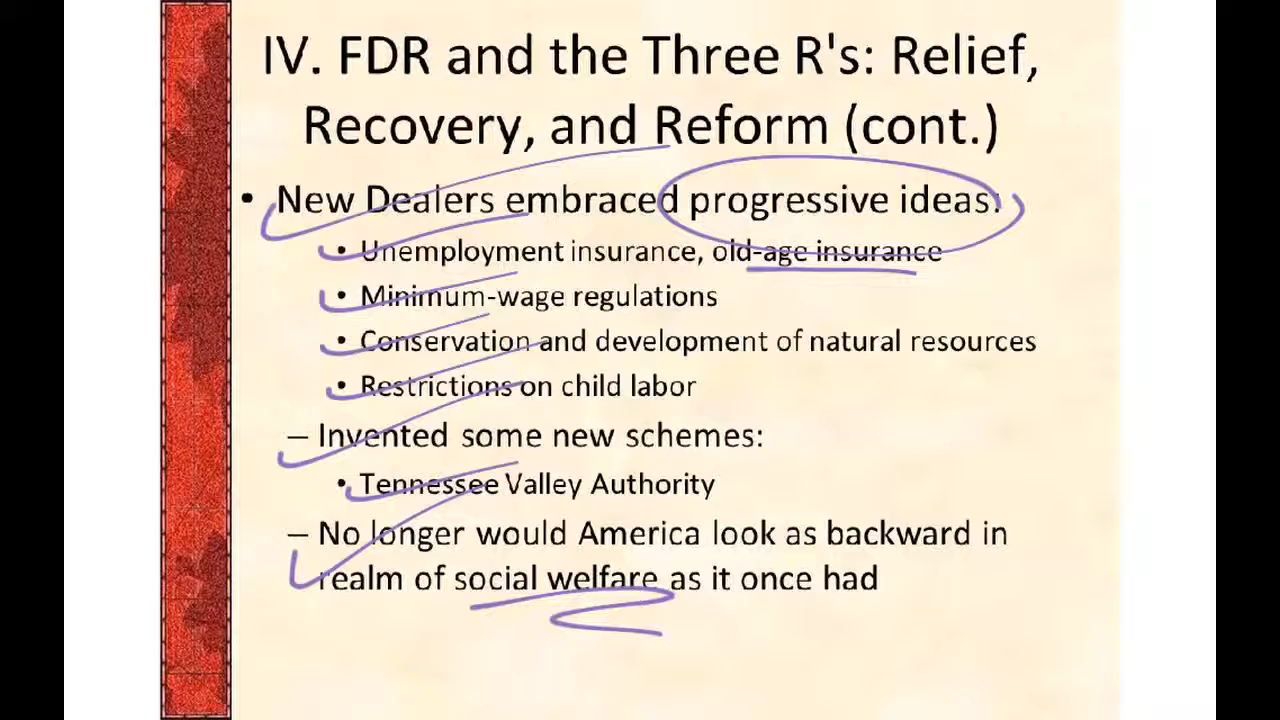 IV. FDR and the Three R's: Relief,
Recovery, and Reform (cont.)
• New Dealers embraced progressive ideas:
• Unemployment insurance, old-age insurance
• Minimum-wage regulations
• Conservation and development of natural resources
• Restrictions on child labor
– Invented some new schemes:
• Tennessee Valley Authority
– No longer would America look as backward in
realm of social welfare as it once had